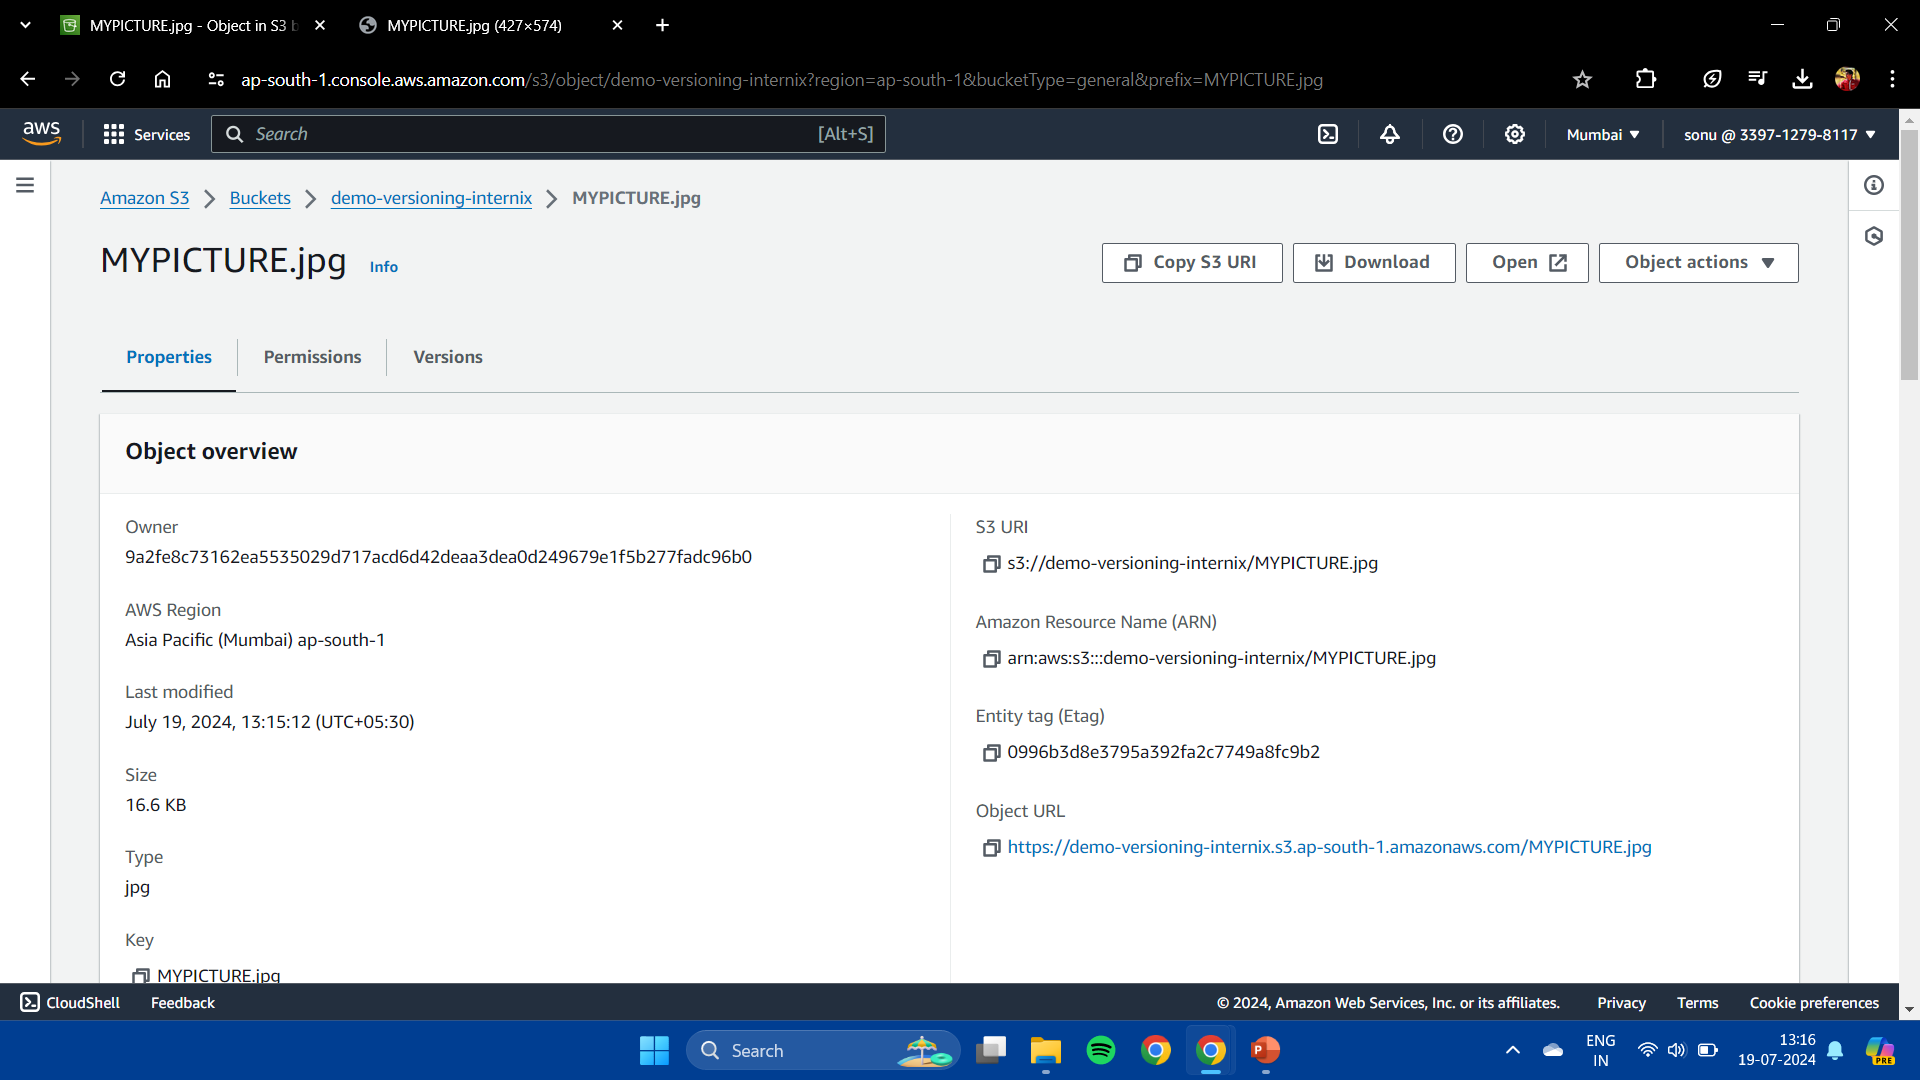 MYPICTURE.jpg - Object in S3 b
MYPICTURE.jpg (427×574)
ap-south-1.console.aws.amazon.com/s3/object/demo-versioning-internix?region=ap-south-1&bucketType=general&prefix=MYPICTURE.jpg
aws Services Search [Alt+S] Mumbai sonu @ 3397-1279-8117
Amazon S3 Buckets demo-versioning-internix MYPICTURE.jpg
MYPICTURE.jpg Info
Copy S3 URI Download Open Object actions
Properties Permissions Versions
Object overview
Owner
9a2fe8c73162ea5535029d717acd6d42deaa3dea0d249679e1f5b277fadc96b0
AWS Region
Asia Pacific (Mumbai) ap-south-1
Last modified
July 19, 2024, 13:15:12 (UTC+05:30)
Size
16.6 KB
Type
jpg
Key
MYPICTURE.jpg
S3 URI
s3://demo-versioning-internix/MYPICTURE.jpg
Amazon Resource Name (ARN)
arn:aws:s3:::demo-versioning-internix/MYPICTURE.jpg
Entity tag (Etag)
0996b3d8e3795a392fa2c7749a8fc9b2
Object URL
https://demo-versioning-internix.s3.ap-south-1.amazonaws.com/MYPICTURE.jpg
CloudShell Feedback © 2024, Amazon Web Services, Inc. or its affiliates. Privacy Terms Cookie preferences
Search
P
ENG
IN
13:16
19-07-2024
PRE